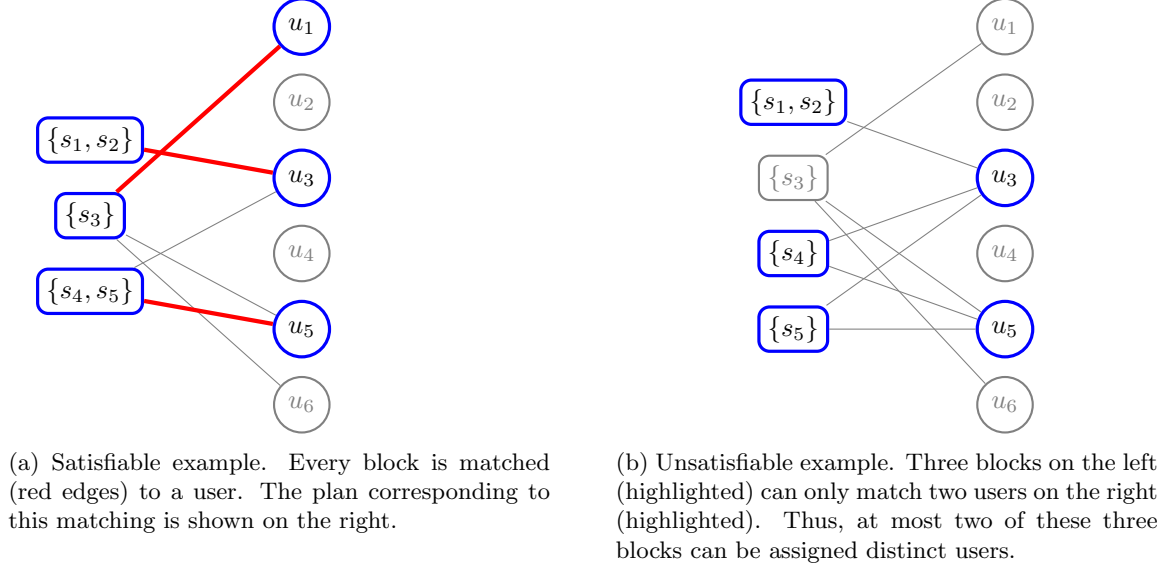 u₁
u₂
{s₁, s₂}
u₃
{s₃}
u₄
{s₄, s₅}
u₅
u₆
(a) Satisfiable example. Every block is matched
(red edges) to a user. The plan corresponding to
this matching is shown on the right.
u₁
{s₁, s₂}
u₂
{s₃}
u₃
{s₄}
u₄
{s₅}
u₅
u₆
(b) Unsatisfiable example. Three blocks on the left
(highlighted) can only match two users on the right
(highlighted). Thus, at most two of these three
blocks can be assigned distinct users.